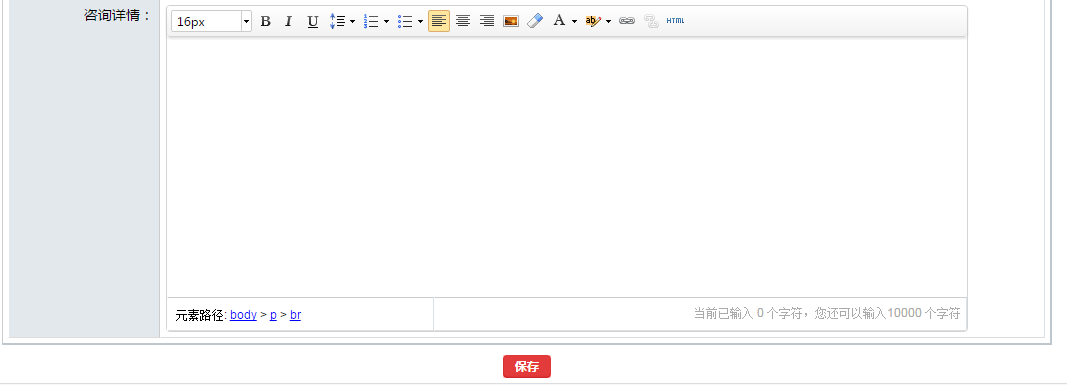 咨询详情：
16px B I U A ab HTML
元素路径: body > p > br
当前已输入 0 个字符，您还可以输入10000 个字符
保存